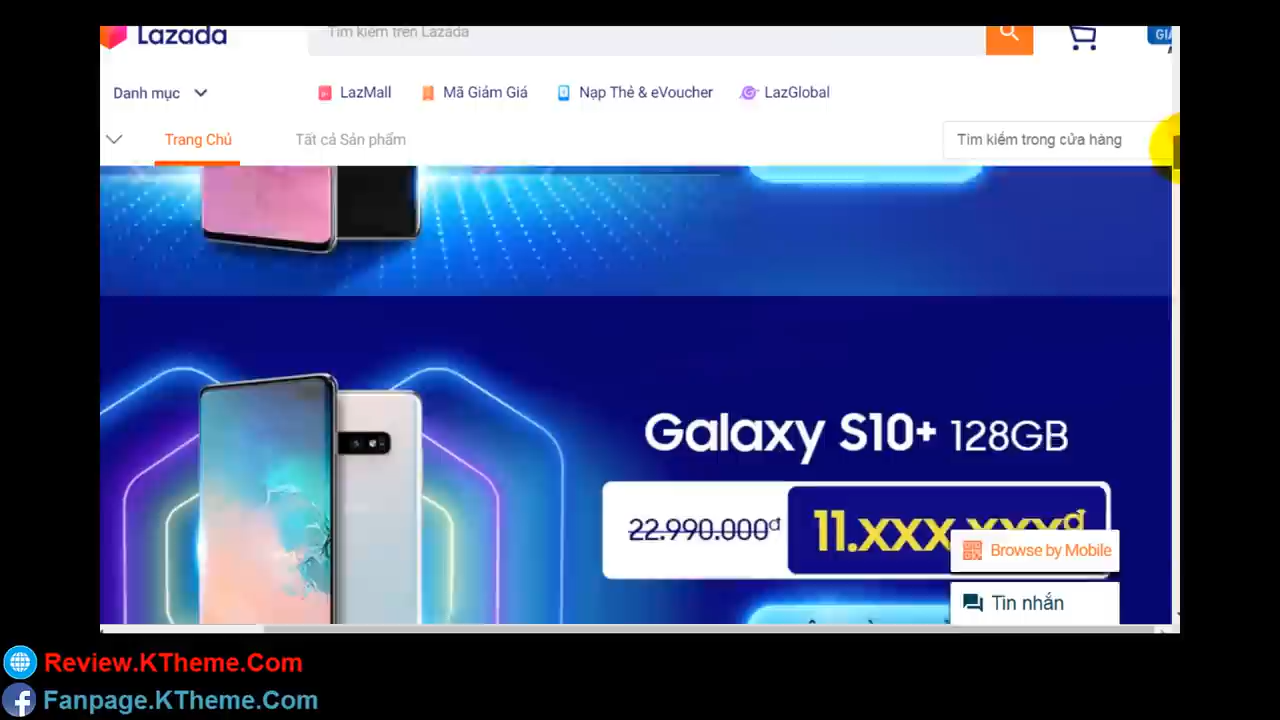 Lazada
Tìm kiếm trên Lazada
Danh mục
LazMall
Mã Giảm Giá
Nạp Thẻ & eVoucher
LazGlobal
Trang Chủ
Tất cả Sản phẩm
Tìm kiếm trong cửa hàng
Galaxy S10+ 128GB
22.990.000đ
11.XXX.XXXđ
Browse by Mobile
Tin nhắn
Review.KTheme.Com
Fanpage.KTheme.Com